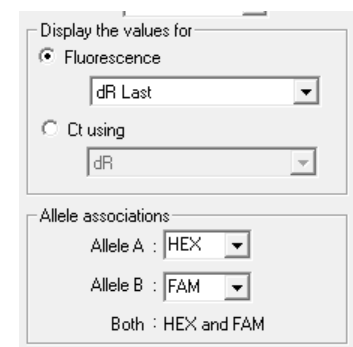 Display the values for
Fluorescence
dR Last
Ct using
dR
Allele associations
Allele A : HEX
Allele B : FAM
Both : HEX and FAM